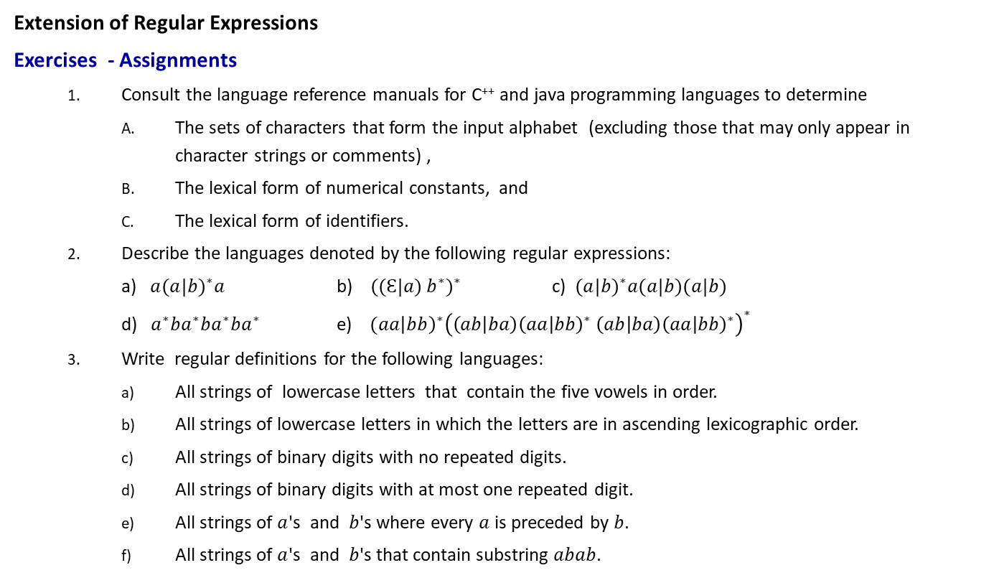 Extension of Regular Expressions
Exercises - Assignments
1. Consult the language reference manuals for C⁺⁺ and java programming languages to determine
A. The sets of characters that form the input alphabet (excluding those that may only appear in
character strings or comments) ,
B. The lexical form of numerical constants, and
C. The lexical form of identifiers.
2. Describe the languages denoted by the following regular expressions:
a) a(a|b)*a b) ((Ɛ|a) b*)* c) (a|b)*a(a|b)(a|b)
d) a*ba*ba*ba* e) (aa|bb)*((ab|ba)(aa|bb)* (ab|ba)(aa|bb)*)*
3. Write regular definitions for the following languages:
a) All strings of lowercase letters that contain the five vowels in order.
b) All strings of lowercase letters in which the letters are in ascending lexicographic order.
c) All strings of binary digits with no repeated digits.
d) All strings of binary digits with at most one repeated digit.
e) All strings of a's and b's where every a is preceded by b.
f) All strings of a's and b's that contain substring abab.